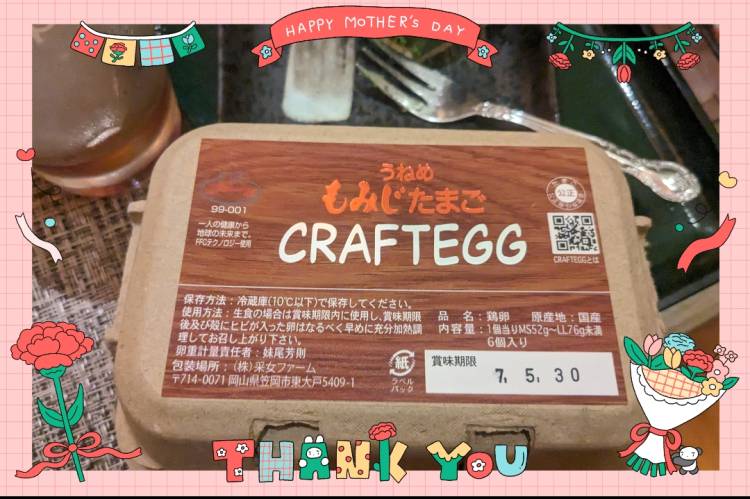 HAPPY MOTHER'S DAY
うねめ
もみじたまご
CRAFTEGG
99-001
一人の健康から
地球の未来まで。
FFCテクノロジー使用
公正
CRAFTEGGとは
保存方法：冷蔵庫(10℃以下)で保存してください。
使用方法：生食の場合は賞味期限内に使用し、賞味期限
後及び殻にヒビが入った卵はなるべく早めに充分加熱調
理してお召し上がり下さい。
卵重計量責任者：妹尾芳則
包装場所：(株)采女ファーム
〒714-0071 岡山県笠岡市東大戸5409-1
品 名：鶏卵 原産地：国産
内容量：1個当りMS52g～LL76g未満
6個入り
紙
ラベル
パック
賞味期限
7. 5. 30
THANK YOU